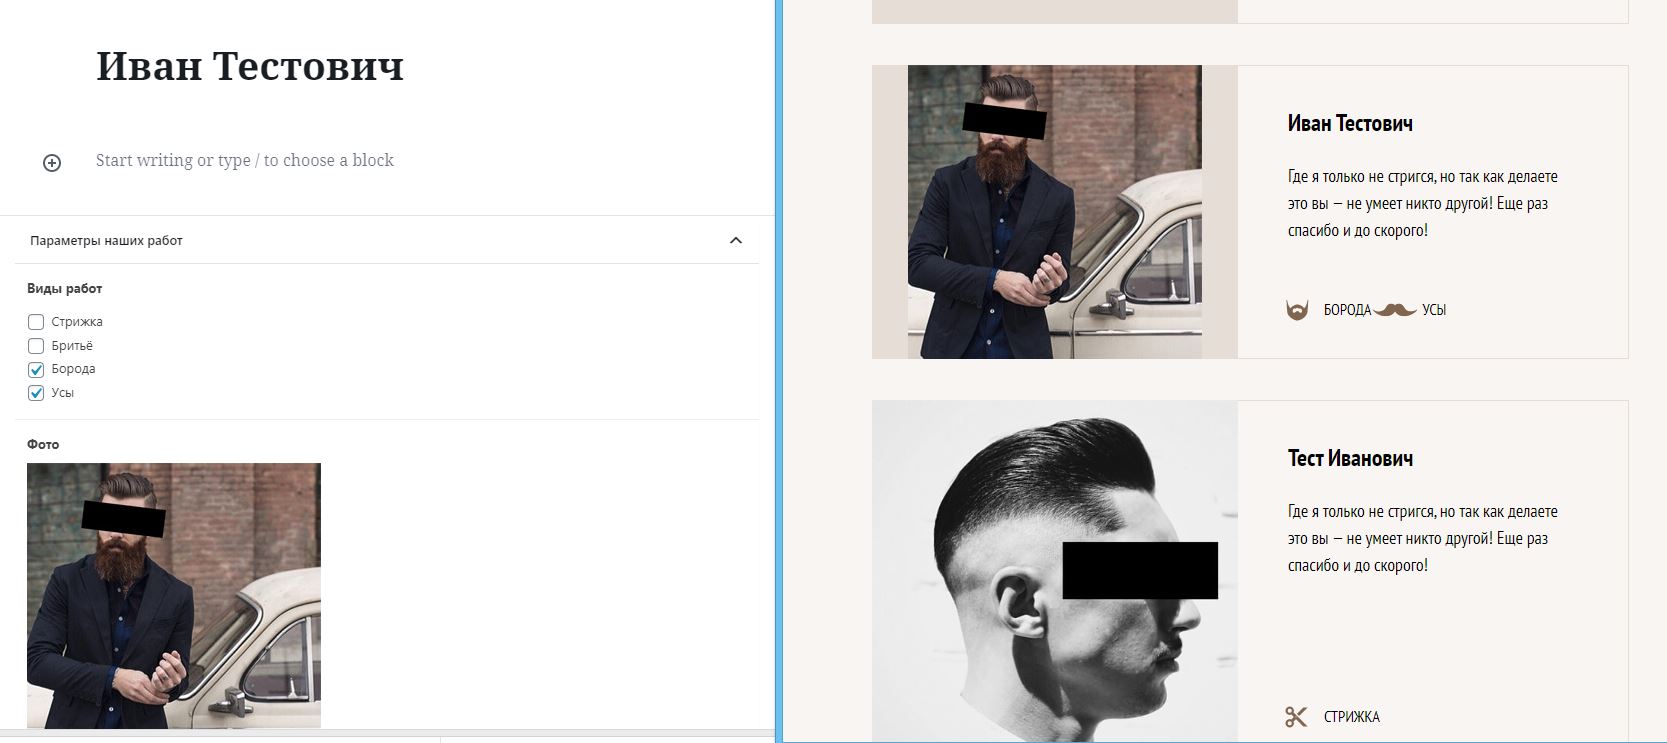 Иван Тестович
Start writing or type / to choose a block
Параметры наших работ
Виды работ
Стрижка
Бритьё
Борода
Усы
Фото
Иван Тестович
Где я только не стригся, но так как делаете
это вы — не умеет никто другой! Еще раз
спасибо и до скорого!
БОРОДА УСЫ
Тест Иванович
Где я только не стригся, но так как делаете
это вы — не умеет никто другой! Еще раз
спасибо и до скорого!
СТРИЖКА